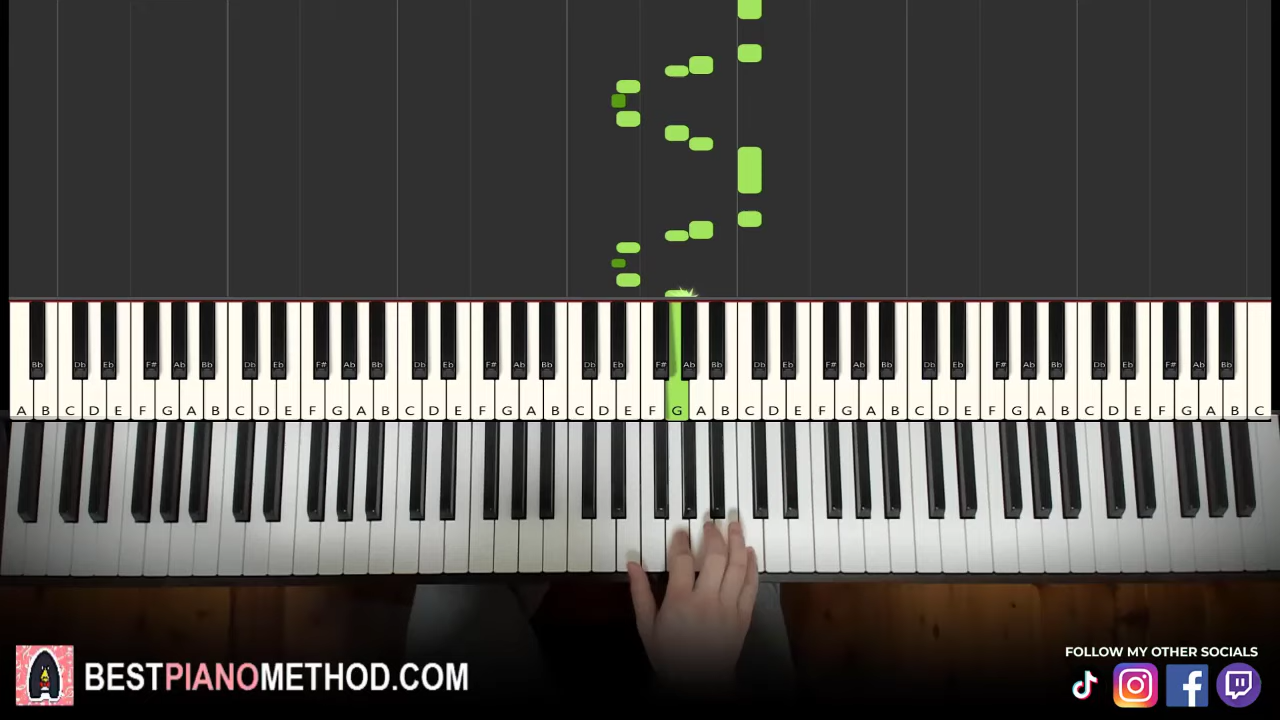 Bb Db Eb F# Ab Bb Db Eb F# Ab Bb Db Eb F# Ab Bb Db Eb F# Ab Bb Db Eb F# Ab Bb Db Eb F# Ab Bb Db Eb F# Ab Bb
A B C D E F G A B C D E F G A B C D E F G A B C D E F G A B C D E F G A B C D E F G A B C D E F G A B C
FOLLOW MY OTHER SOCIALS
BESTPIANOMETHOD.COM